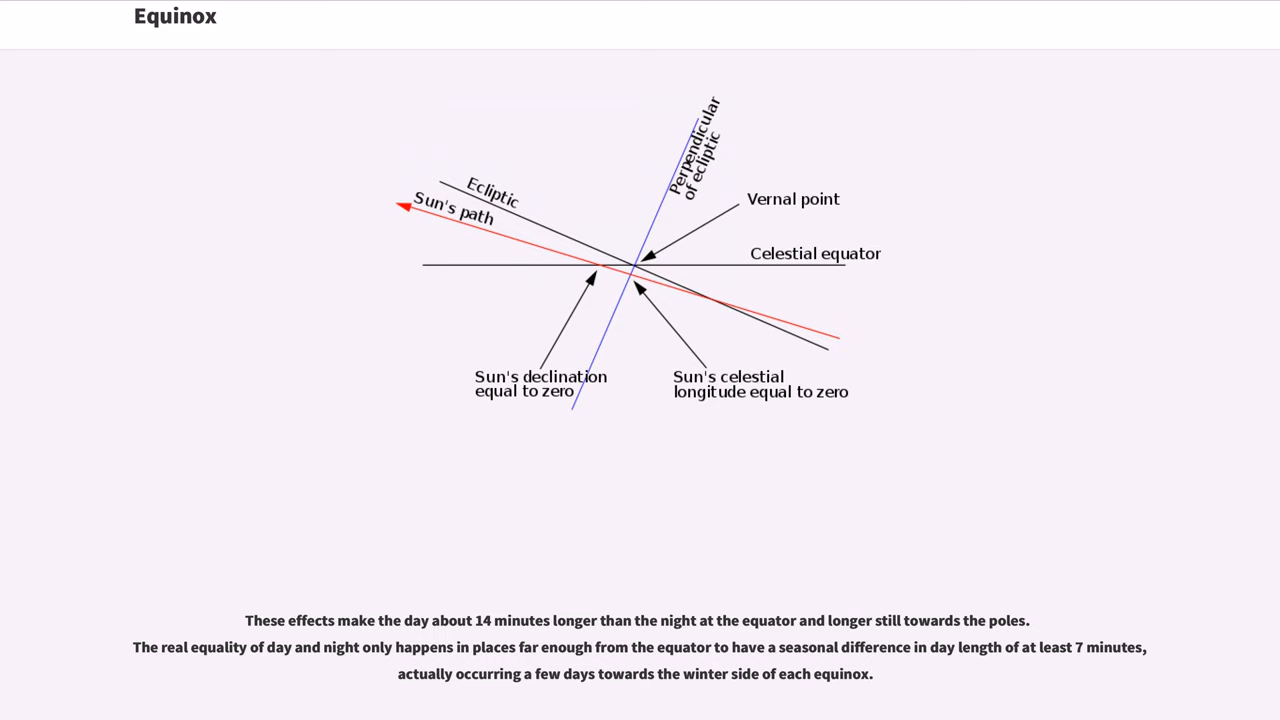 Equinox
Perpendicular
of ecliptic
Ecliptic
Sun's path
Vernal point
Celestial equator
Sun's declination
equal to zero
Sun's celestial
longitude equal to zero
These effects make the day about 14 minutes longer than the night at the equator and longer still towards the poles.
The real equality of day and night only happens in places far enough from the equator to have a seasonal difference in day length of at least 7 minutes,
actually occurring a few days towards the winter side of each equinox.